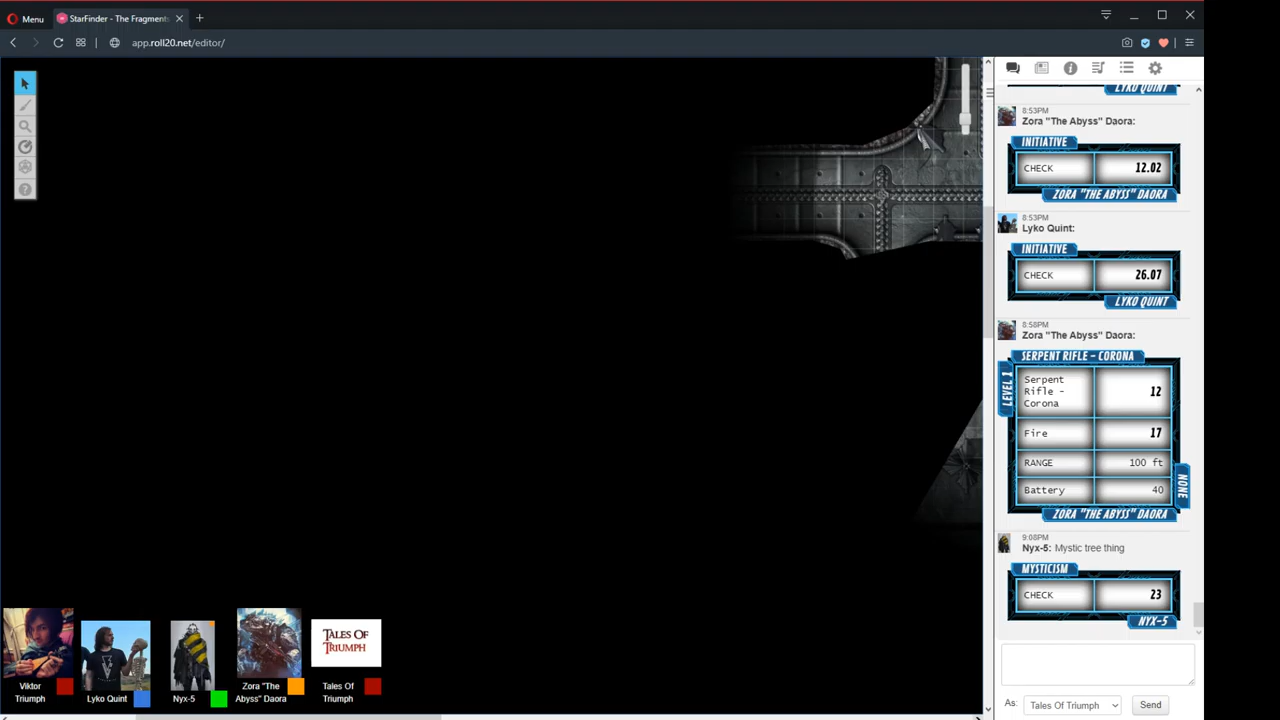 Menu
StarFinder - The Fragments
app.roll20.net/editor/
LYKO QUINT
8:53PM
Zora "The Abyss" Daora:
INITIATIVE
CHECK 12.02
ZORA "THE ABYSS" DAORA
8:53PM
Lyko Quint:
INITIATIVE
CHECK 26.07
LYKO QUINT
8:58PM
Zora "The Abyss" Daora:
SERPENT RIFLE - CORONA
LEVEL 1
Serpent
Rifle - 12
Corona
Fire 17
RANGE 100 ft
Battery 40
NONE
ZORA "THE ABYSS" DAORA
9:08PM
Nyx-5: Mystic tree thing
MYSTICISM
CHECK 23
NYX-5
As: Tales Of Triumph Send
TALES OF
TRIUMPH
Viktor
Triumph
Lyko Quint
Nyx-5
Zora "The
Abyss" Daora
Tales Of
Triumph